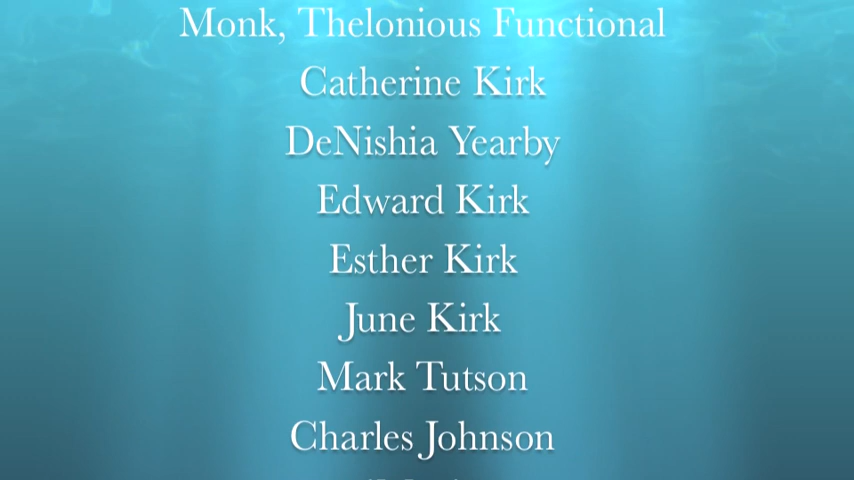 Monk, Thelonious Functional
Catherine Kirk
DeNishia Yearby
Edward Kirk
Esther Kirk
June Kirk
Mark Tutson
Charles Johnson